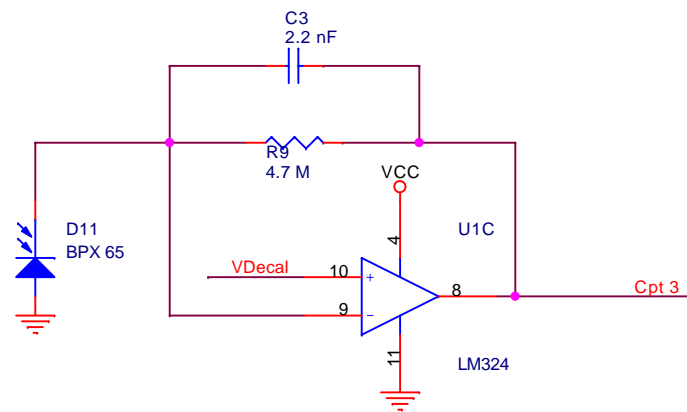 C3
2.2 nF
R9
4.7 M
VCC
D11
BPX 65
U1C
4
VDecal
10
+
9
−
8
Cpt 3
11
LM324